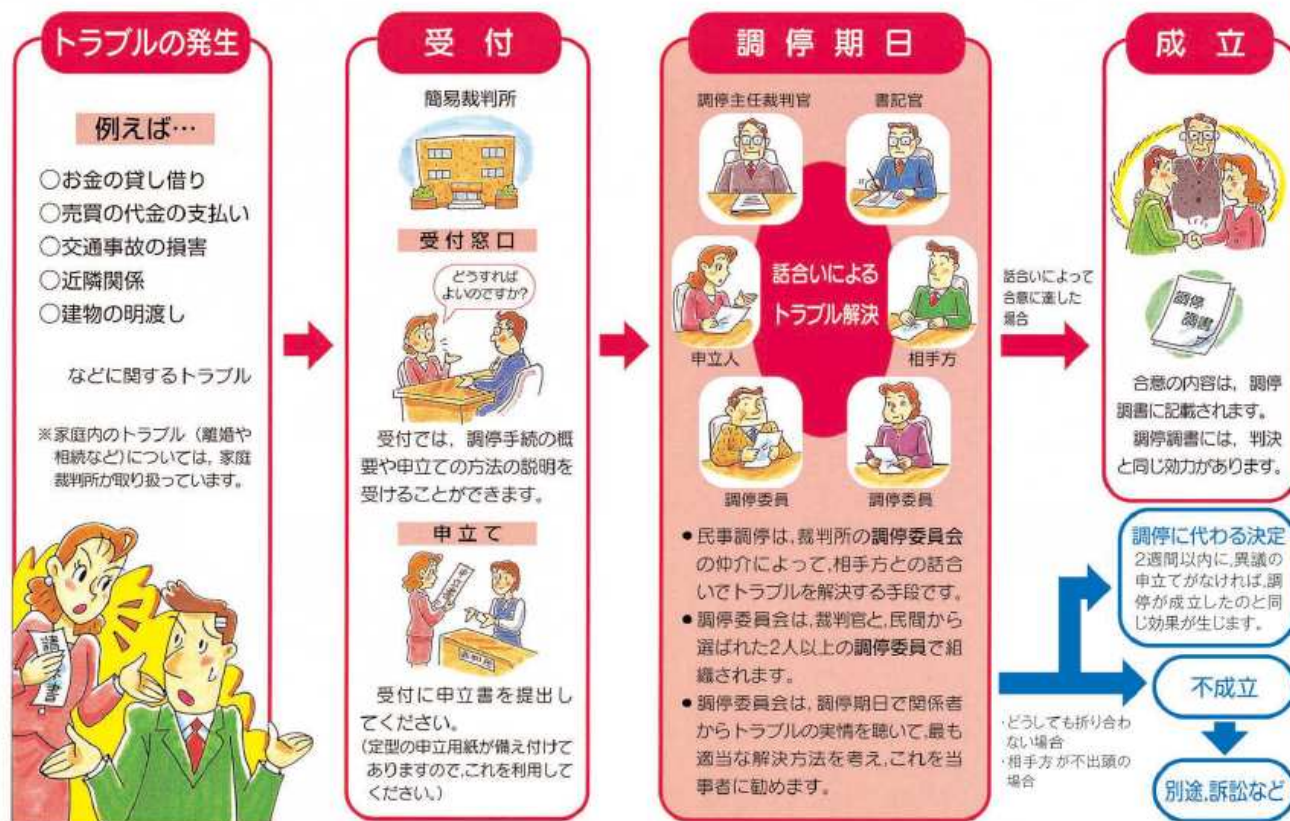 トラブルの発生
例えば…
○お金の貸し借り
○売買の代金の支払い
○交通事故の損害
○近隣関係
○建物の明渡し
などに関するトラブル
※家庭内のトラブル（離婚や
相続など）については，家庭
裁判所が取り扱っています。
請求書
受付
簡易裁判所
受付窓口
どうすれば
よいのですか?
受付では，調停手続の概
要や申立ての方法の説明を
受けることができます。
申立て
申立書
裁判所
受付に申立書を提出し
てください。
（定型の申立用紙が備え付けて
ありますので，これを利用して
ください。）
調停期日
調停主任裁判官
書記官
話合いによる
トラブル解決
申立人
相手方
調停委員
調停委員
● 民事調停は，裁判所の調停委員会
の仲介によって，相手方との話合
いでトラブルを解決する手段です。
● 調停委員会は，裁判官と，民間から
選ばれた2人以上の調停委員で組
織されます。
● 調停委員会は，調停期日で関係者
からトラブルの実情を聴いて，最も
適当な解決方法を考え，これを当
事者に勧めます。
話合いによって
合意に達した
場合
成立
調停
調書
合意の内容は，調停
調書に記載されます。
調停調書には，判決
と同じ効力があります。
調停に代わる決定
2週間以内に，異議の
申立てがなければ，調
停が成立したのと同
じ効果が生じます。
・どうしても折り合わ
ない場合
・相手方が不出頭の
場合
不成立
別途，訴訟など